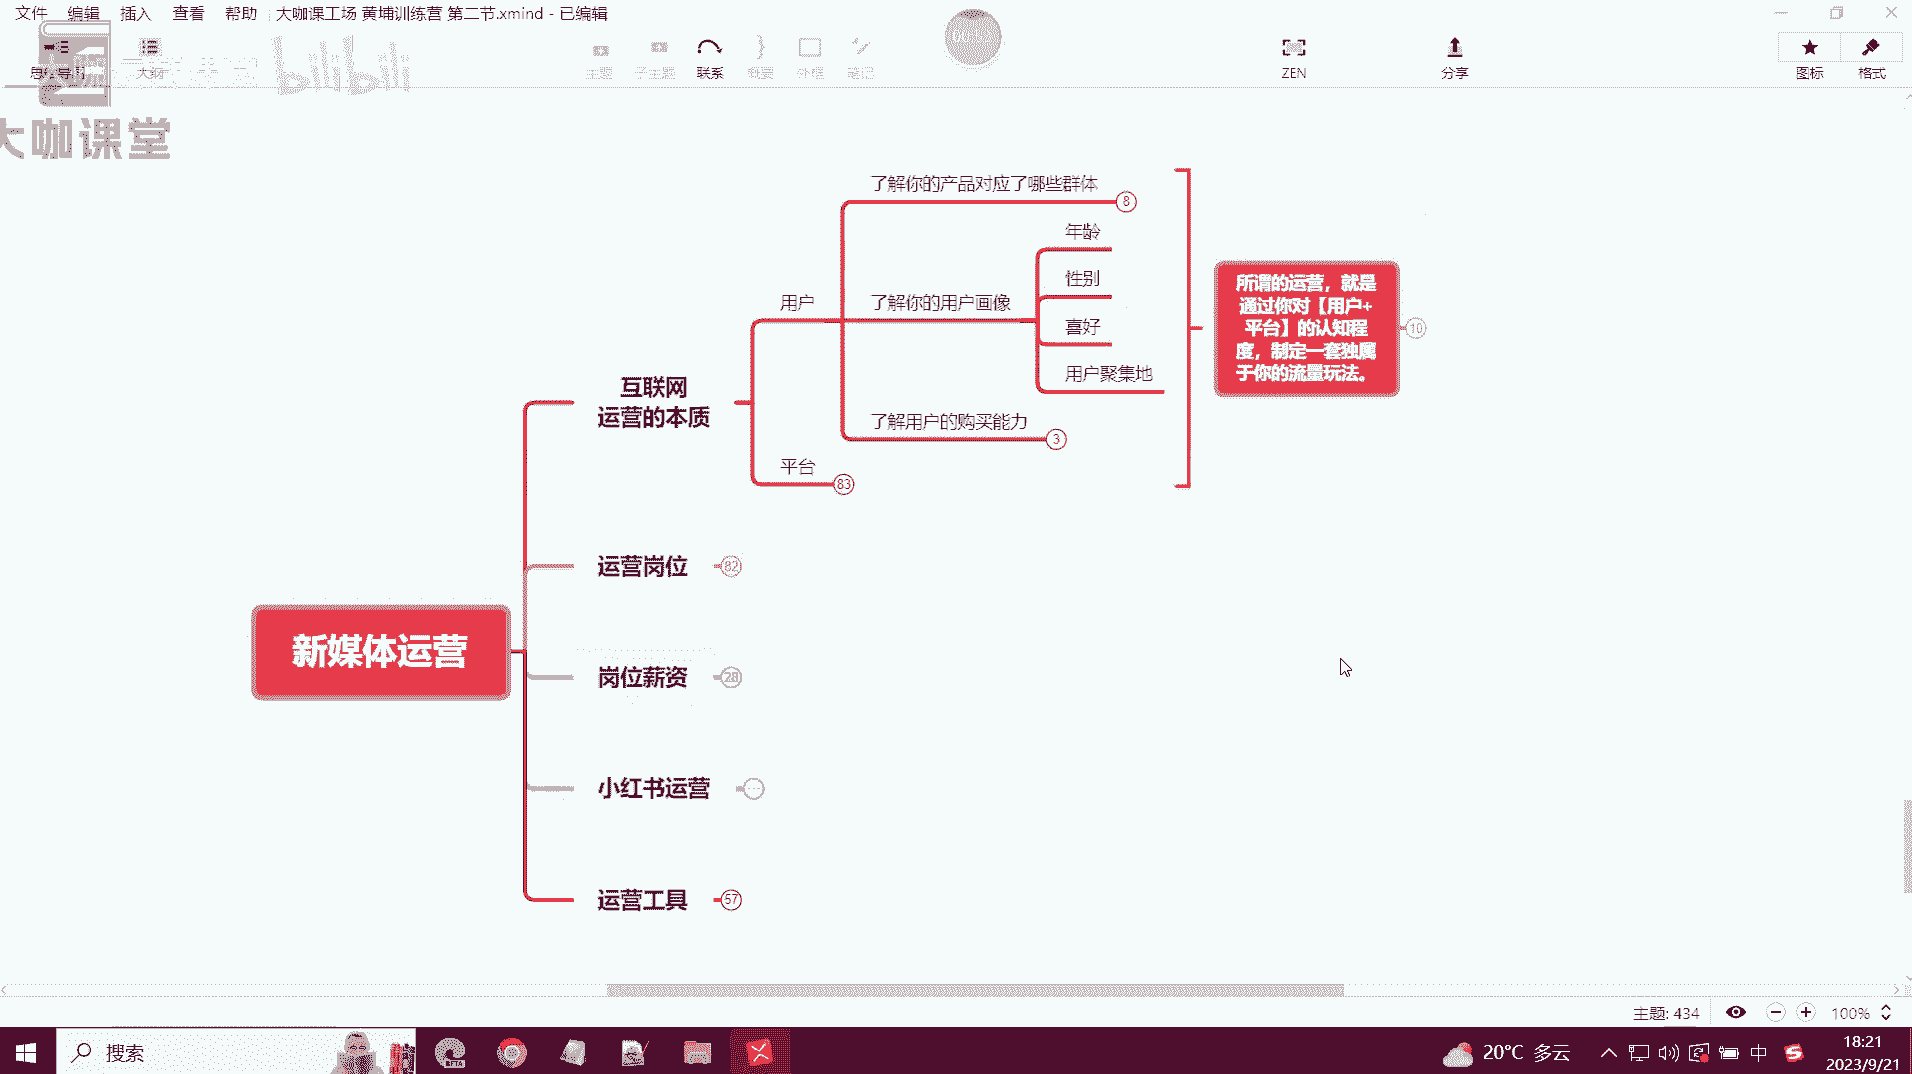 文件 编辑 插入 查看 帮助 大咖课工场 黄埔训练营 第二节.xmind - 已编辑
思维导图 大纲 主题 子主题 联系 概要 外框 笔记 ZEN 分享 图标 格式
bilibili
大咖课堂
了解你的产品对应了哪些群体
8
年龄
性别
用户
了解你的用户画像
喜好
用户聚集地
了解用户的购买能力
3
平台
83
所谓的运营，就是
通过你对【用户+
平台】的认知程
度，制定一套独属
于你的流量玩法。
10
互联网
运营的本质
运营岗位
82
新媒体运营
岗位薪资
28
小红书运营
运营工具
57
主题: 434
100%
搜索
20°C 多云
中
18:21
2023/9/21